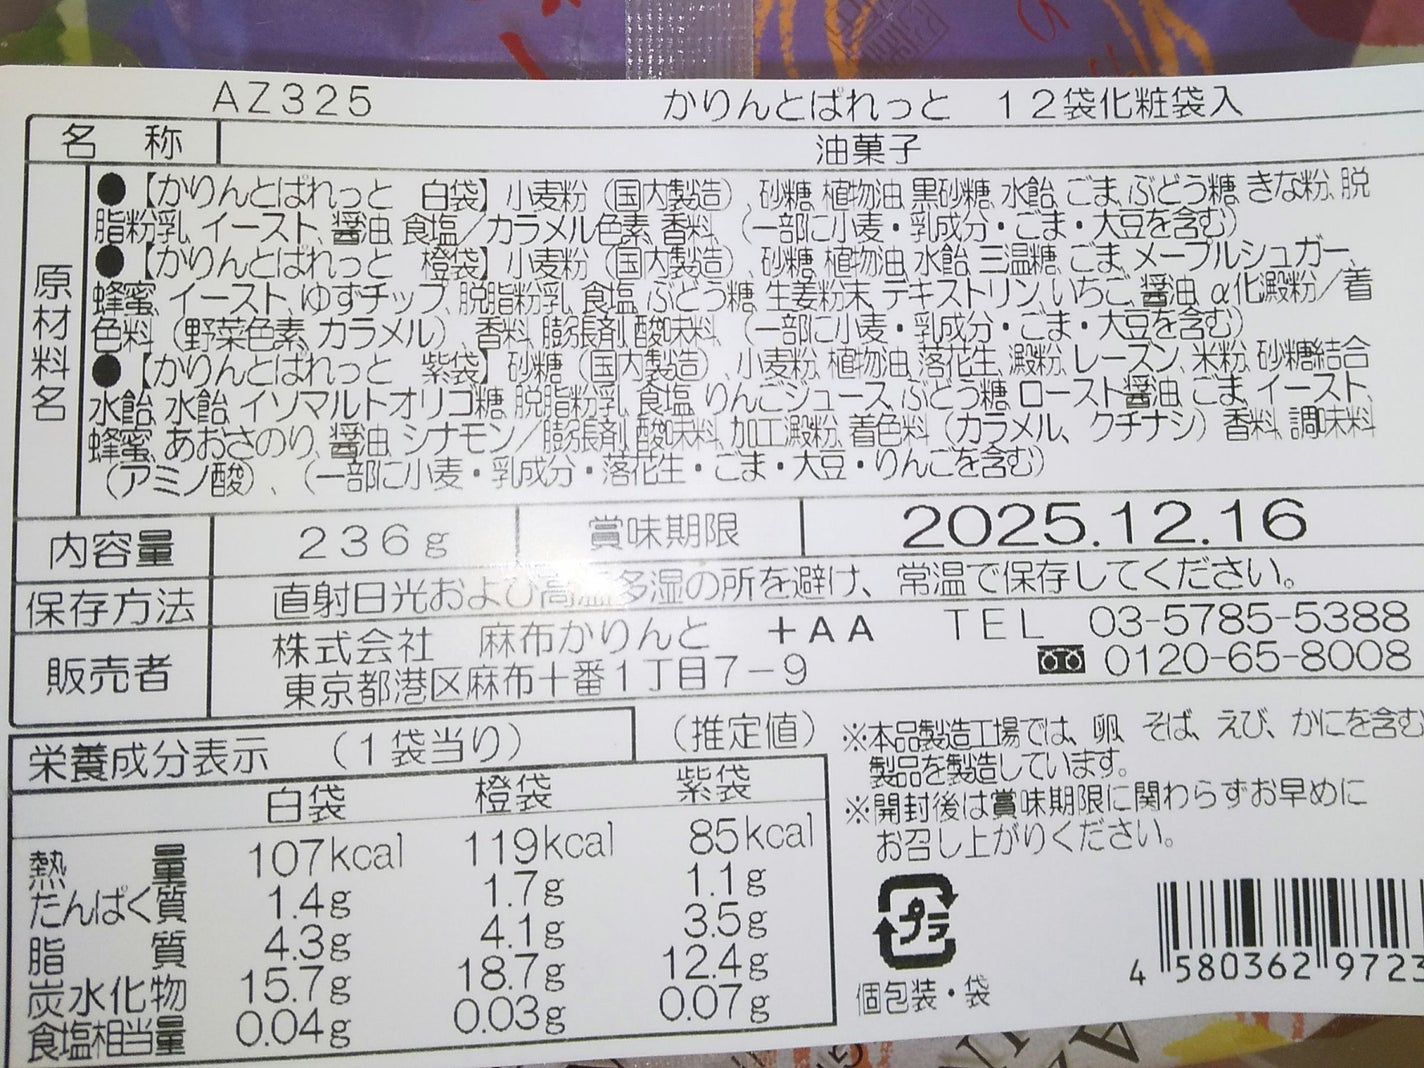 AZ325 かりんとぱれっと 12袋化粧袋入
名称 油菓子
原材料名
●【かりんとぱれっと 白袋】小麦粉（国内製造）、砂糖、植物油、黒砂糖、水飴、ごま、ぶどう糖、きな粉、脱
脂粉乳、イースト、醤油、食塩／カラメル色素、香料、（一部に小麦・乳成分・ごま・大豆を含む）
●【かりんとぱれっと 橙袋】小麦粉（国内製造）、砂糖、植物油、水飴、三温糖、ごま、メープルシュガー、
蜂蜜、イースト、ゆずチップ、脱脂粉乳、食塩、ぶどう糖、生姜粉末、デキストリン、いちご、醤油、α化澱粉／着
色料（野菜色素、カラメル）、香料、膨張剤、酸味料、（一部に小麦・乳成分・ごま・大豆を含む）
●【かりんとぱれっと 紫袋】砂糖（国内製造）、小麦粉、植物油、落花生、澱粉、レーズン、米粉、砂糖結合
水飴、水飴、イソマルトオリゴ糖、脱脂粉乳、食塩、りんごジュース、ぶどう糖、ロースト醤油、ごま、イースト、
蜂蜜、あおさのり、醤油、シナモン／膨張剤、酸味料、加工澱粉、着色料（カラメル、クチナシ）、香料、調味料
（アミノ酸）、（一部に小麦・乳成分・落花生・ごま・大豆・りんごを含む）
内容量 236g 賞味期限 2025.12.16
保存方法 直射日光および高温多湿の所を避け、常温で保存してください。
販売者 株式会社 麻布かりんと +AA TEL 03-5785-5388
東京都港区麻布十番1丁目7-9 0120-65-8008
栄養成分表示 （1袋当り） （推定値）
白袋 橙袋 紫袋
熱量 107kcal 119kcal 85kcal
たんぱく質 1.4g 1.7g 1.1g
脂質 4.3g 4.1g 3.5g
炭水化物 15.7g 18.7g 12.4g
食塩相当量 0.04g 0.03g 0.07g
※本品製造工場では、卵、そば、えび、かにを含む
製品を製造しています。
※開封後は賞味期限に関わらずお早めに
お召し上がりください。
プラ
個包装・袋
4 580362 9723